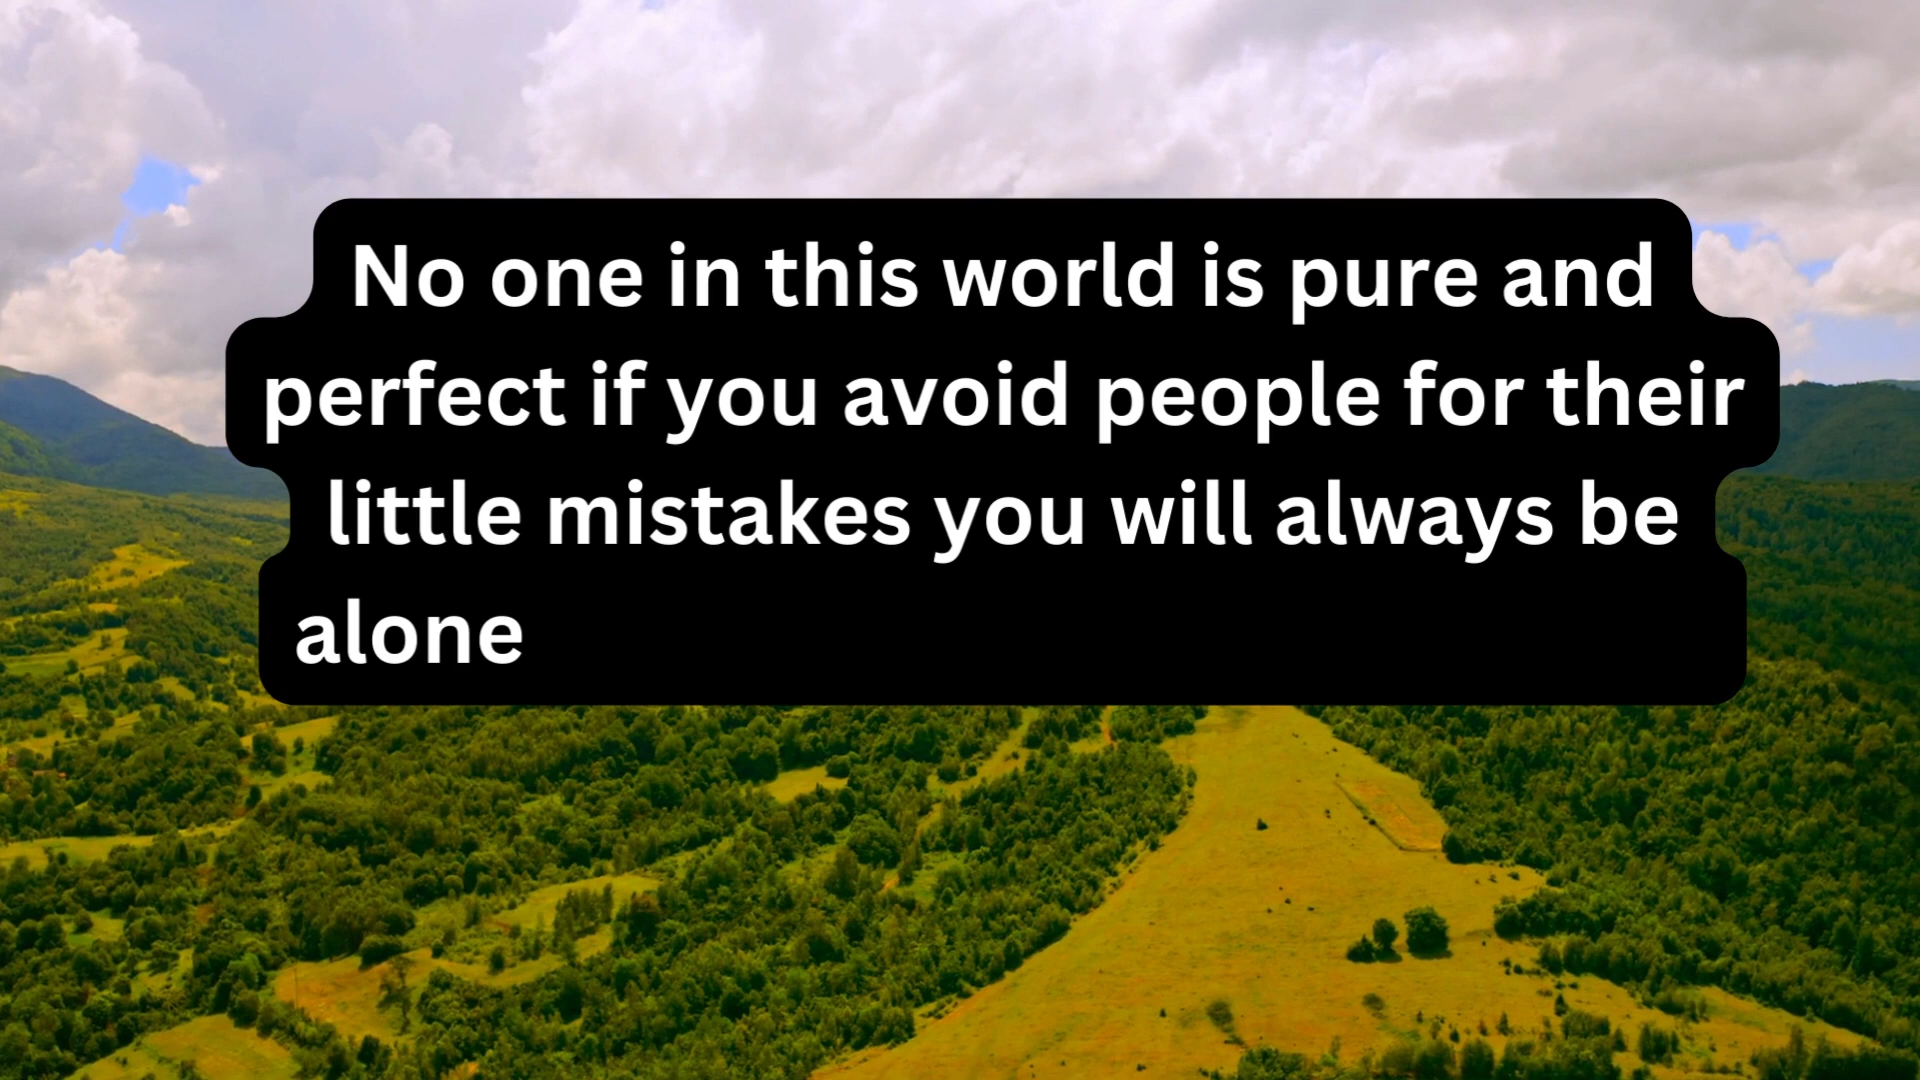 No one in this world is pure and
perfect if you avoid people for their
little mistakes you will always be
alone